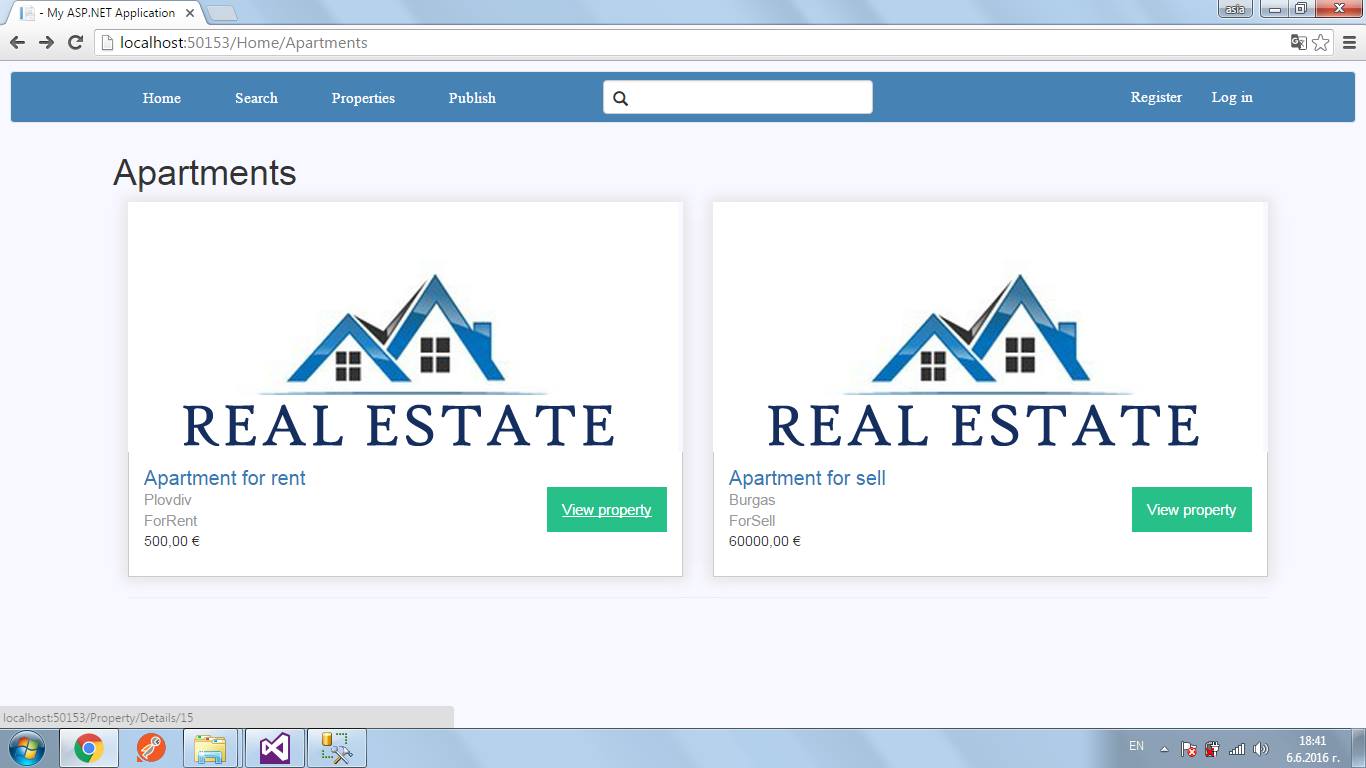 - My ASP.NET Application
asia
localhost:50153/Home/Apartments
Home Search Properties Publish Register Log in
Apartments
REAL ESTATE
Apartment for rent
Plovdiv
ForRent
500,00 €
View property
REAL ESTATE
Apartment for sell
Burgas
ForSell
60000,00 €
View property
localhost:50153/Property/Details/15
EN
18:41
6.6.2016 г.